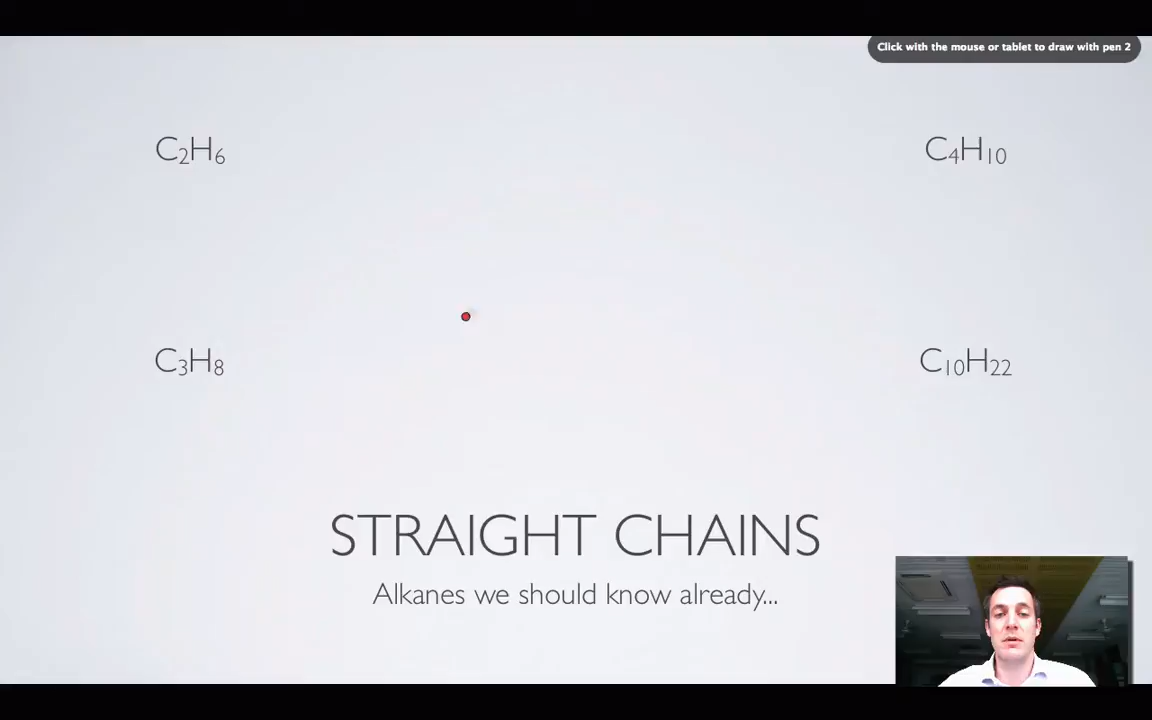 Click with the mouse or tablet to draw with pen 2
C₂H₆
C₄H₁₀
C₃H₈
C₁₀H₂₂
STRAIGHT CHAINS
Alkanes we should know already...